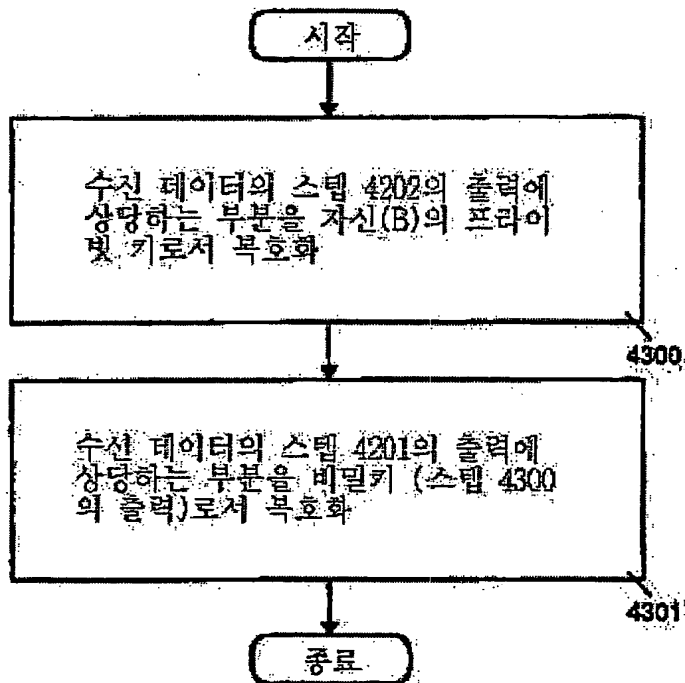 시작
수신 데이터의 스텝 4202의 출력에
상당하는 부분을 자신(B)의 프라이
빗 키로서 복호화
4300
수신 데이터의 스텝 4201의 출력에
상당하는 부분을 비밀키 (스텝 4300
의 출력)로서 복호화
4301
종료